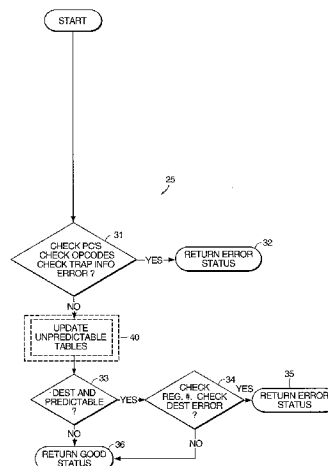 START
25
31
CHECK PC'S
CHECK OPCODES
CHECK TRAP INFO
ERROR ?
YES
32
RETURN ERROR
STATUS
NO
UPDATE
UNPREDICTABLE
TABLES
40
33
DEST AND
PREDICTABLE
?
YES
34
CHECK
REG. #. CHECK
DEST ERROR
?
YES
35
RETURN ERROR
STATUS
NO
NO
36
RETURN GOOD
STATUS